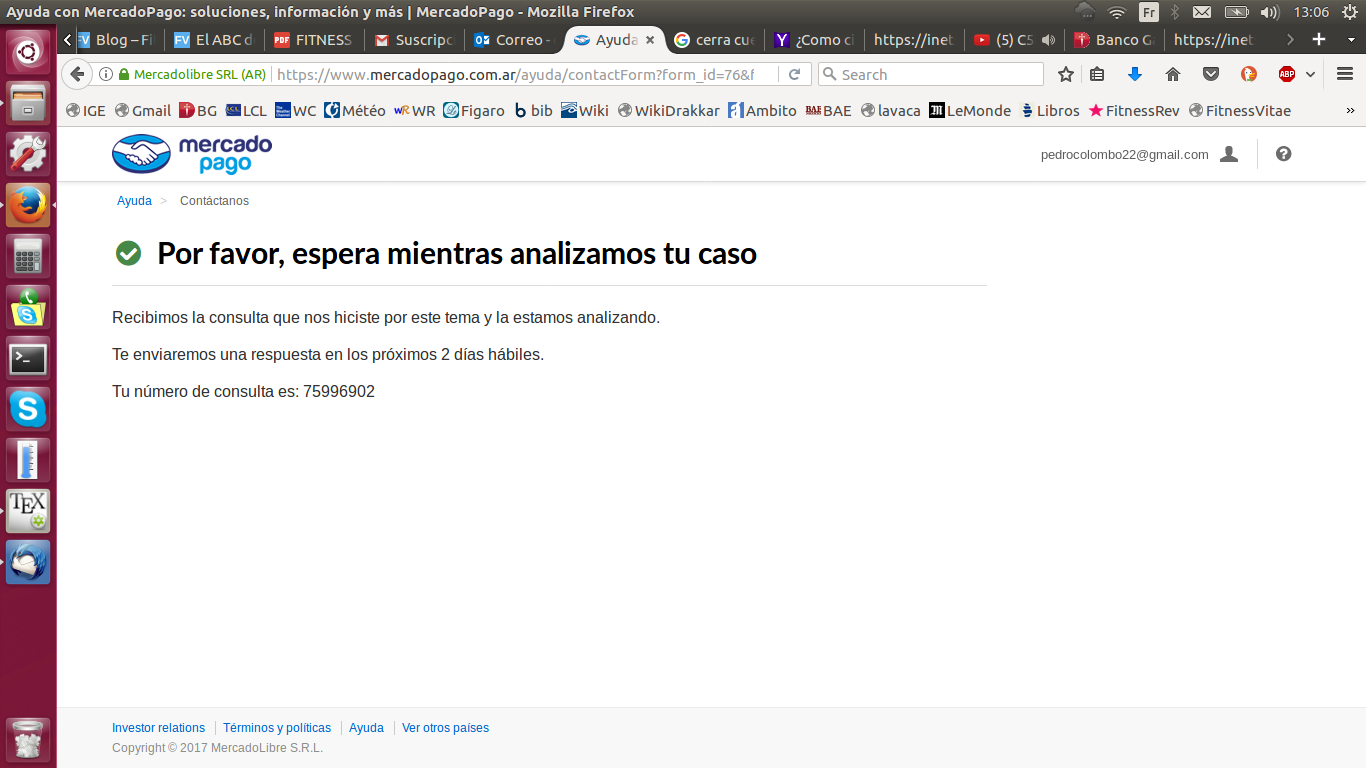 Ayuda con MercadoPago: soluciones, información y más | MercadoPago - Mozilla Firefox
Fr
13:06
FV Blog – Fi
FV El ABC d
PDF FITNESS
Suscripc
Correo -
Ayuda
cerra cue
Y ¿Como c
https://inet
(5) C5
Banco G
https://inet
Mercadolibre SRL (AR)
https://www.mercadopago.com.ar/ayuda/contactForm?form_id=76&f
Search
ABP
IGE
Gmail
BG
LCL
WC
Météo
WR
Figaro
bib
Wiki
WikiDrakkar
Ambito
BAE BAE
lavaca
M LeMonde
Libros
FitnessRev
FitnessVitae
mercado
pago
pedrocolombo22@gmail.com
Ayuda > Contáctanos
Por favor, espera mientras analizamos tu caso
Recibimos la consulta que nos hiciste por este tema y la estamos analizando.
Te enviaremos una respuesta en los próximos 2 días hábiles.
Tu número de consulta es: 75996902
TEX
Investor relations | Términos y políticas | Ayuda | Ver otros países
Copyright © 2017 MercadoLibre S.R.L.